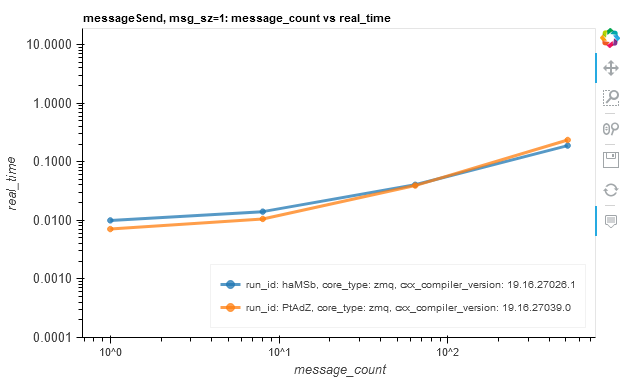 messageSend, msg_sz=1: message_count vs real_time
10.0000
1.0000
0.1000
0.0100
0.0010
0.0001
real_time
run_id: haMSb, core_type: zmq, cxx_compiler_version: 19.16.27026.1
run_id: PtAdZ, core_type: zmq, cxx_compiler_version: 19.16.27039.0
10^0 10^1 10^2
message_count